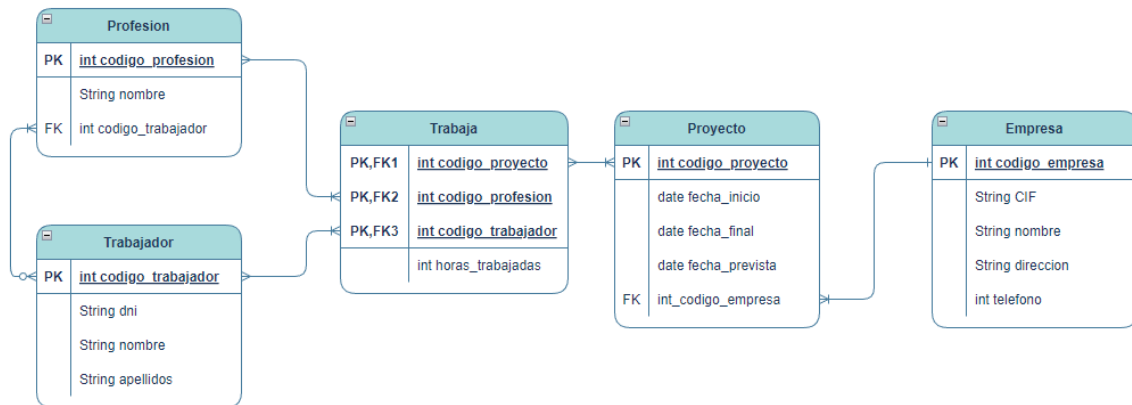 Profesion
PK int codigo_profesion
String nombre
FK int codigo_trabajador
Trabajador
PK int codigo_trabajador
String dni
String nombre
String apellidos
Trabaja
PK,FK1 int codigo_proyecto
PK,FK2 int codigo_profesion
PK,FK3 int codigo_trabajador
int horas_trabajadas
Proyecto
PK int codigo_proyecto
date fecha_inicio
date fecha_final
date fecha_prevista
FK int_codigo_empresa
Empresa
PK int codigo_empresa
String CIF
String nombre
String direccion
int telefono